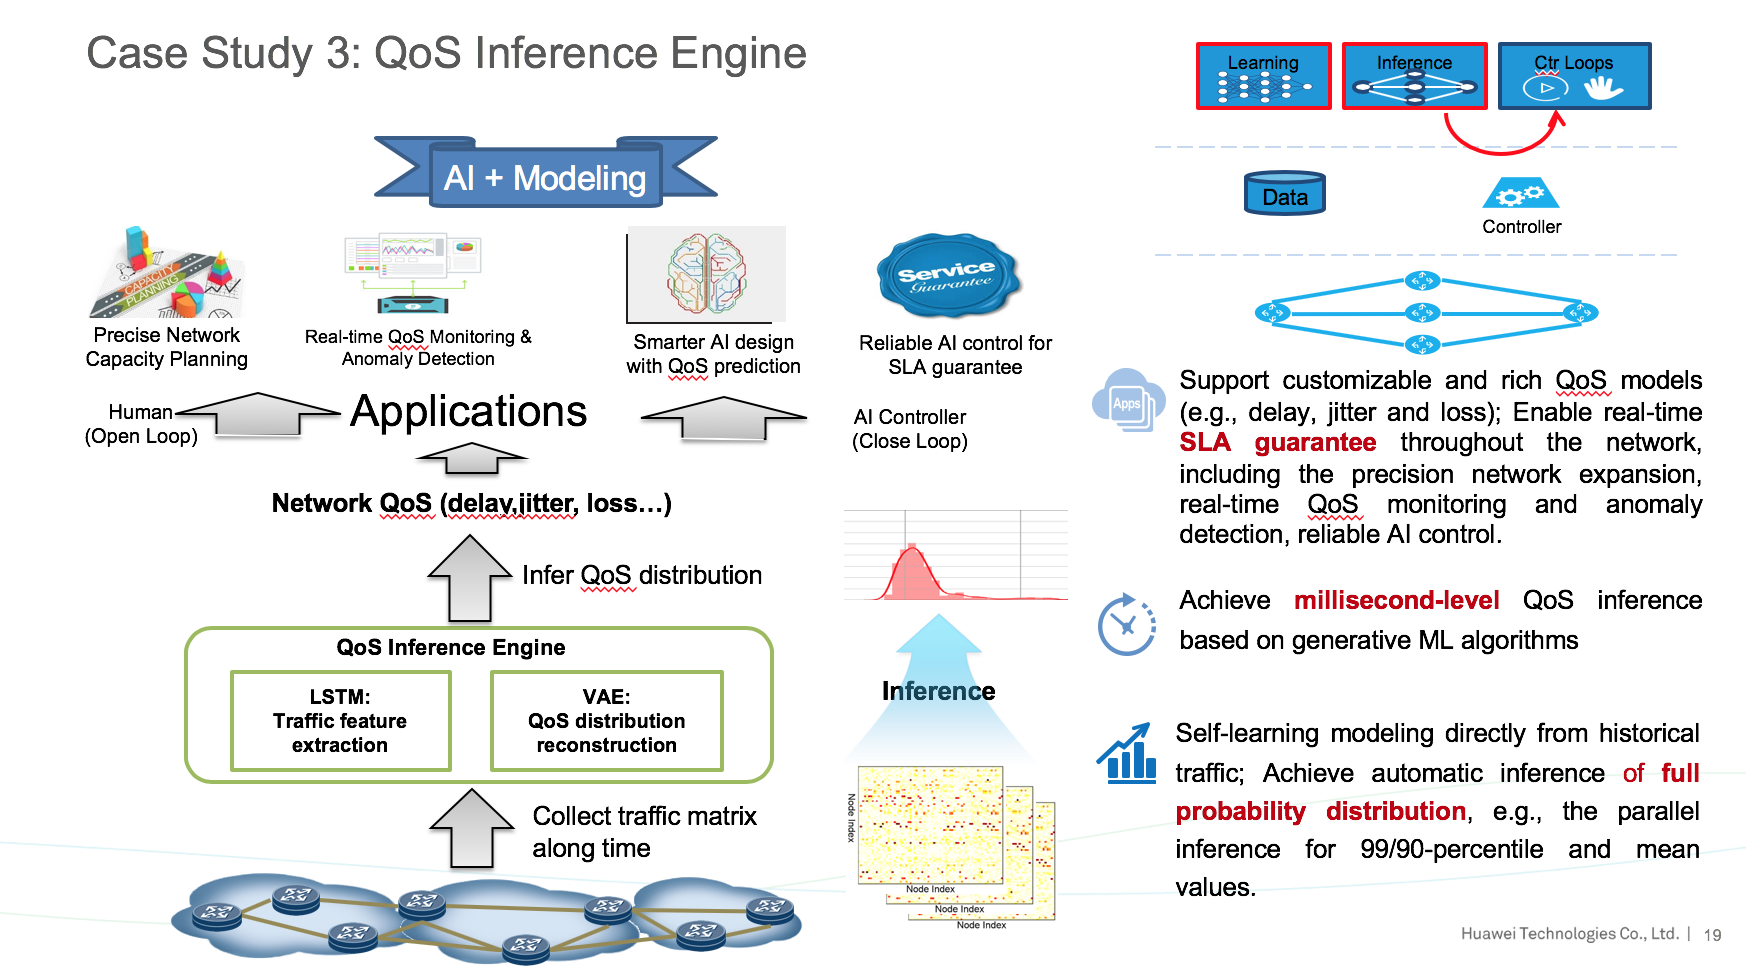 Case Study 3: QoS Inference Engine
Learning
Inference
Ctr Loops
AI + Modeling
Data
Controller
CAPACITY
PLANNING
Service
Guarantee
Precise Network
Capacity Planning
Real-time QoS Monitoring &
Anomaly Detection
Smarter AI design
with QoS prediction
Reliable AI control for
SLA guarantee
Human
(Open Loop)
Applications
AI Controller
(Close Loop)
Network QoS (delay,jitter, loss…)
Infer QoS distribution
QoS Inference Engine
LSTM:
Traffic feature
extraction
VAE:
QoS distribution
reconstruction
Collect traffic matrix
along time
Inference
Node Index
Node Index
Node Index
Node Index
Apps
Support customizable and rich QoS models
(e.g., delay, jitter and loss); Enable real-time
SLA guarantee throughout the network,
including the precision network expansion,
real-time QoS monitoring and anomaly
detection, reliable AI control.
Achieve millisecond-level QoS inference
based on generative ML algorithms
Self-learning modeling directly from historical
traffic; Achieve automatic inference of full
probability distribution, e.g., the parallel
inference for 99/90-percentile and mean
values.
Huawei Technologies Co., Ltd. | 19